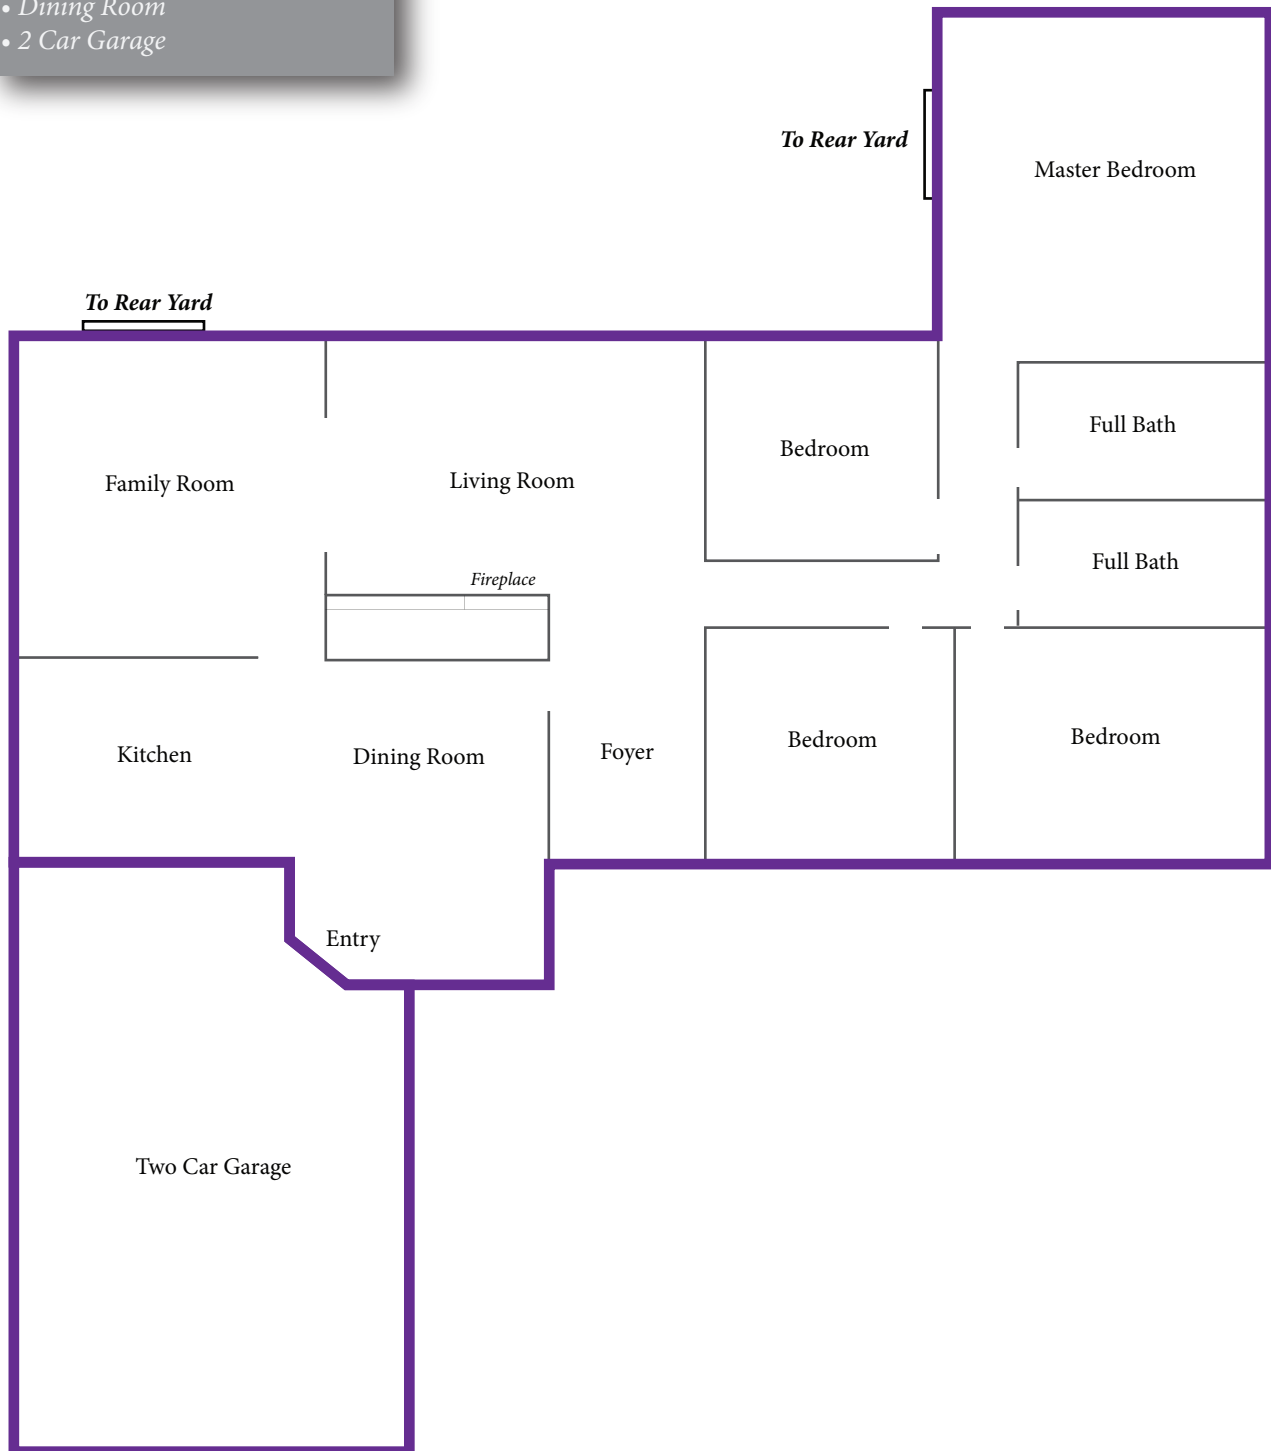 • Dining Room
• 2 Car Garage
To Rear Yard
Master Bedroom
To Rear Yard
Full Bath
Bedroom
Living Room
Family Room
Full Bath
Fireplace
Bedroom
Bedroom
Foyer
Kitchen
Dining Room
Entry
Two Car Garage